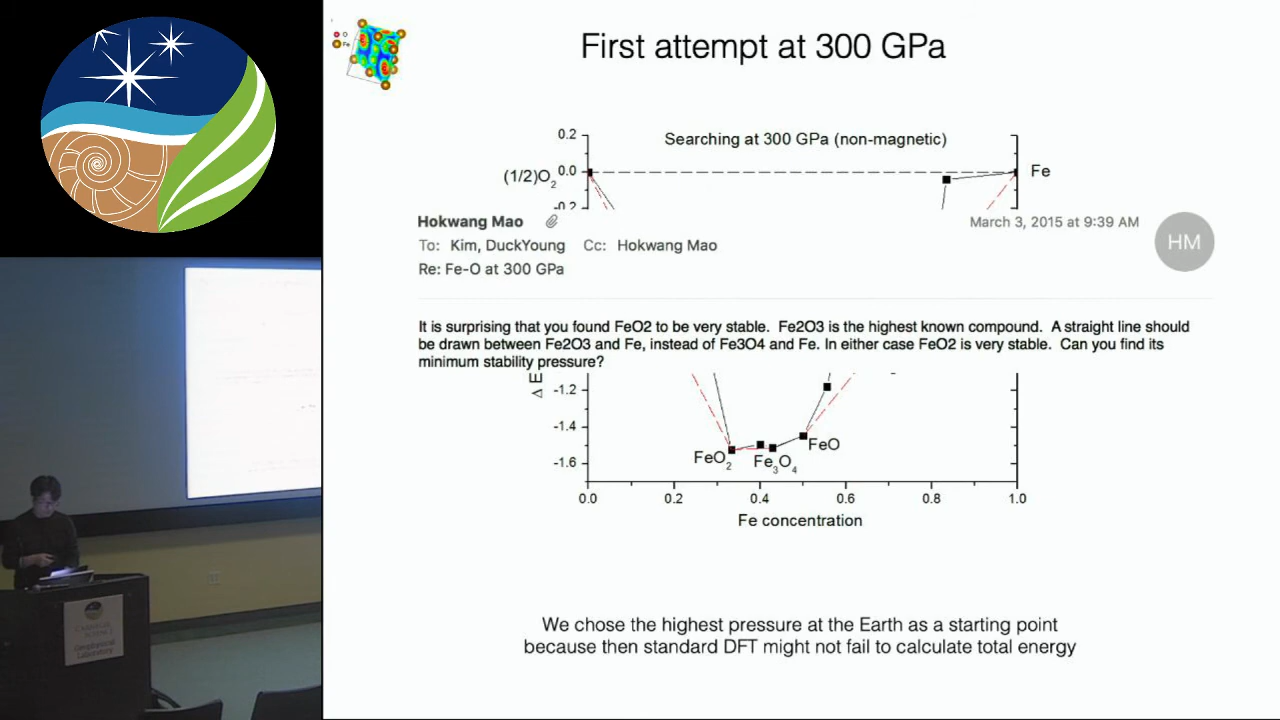 First attempt at 300 GPa
O
Fe
Searching at 300 GPa (non-magnetic)
0.2
(1/2)O2
0.0
Fe
-0.2
Hokwang Mao
March 3, 2015 at 9:39 AM
HM
To: Kim, DuckYoung Cc: Hokwang Mao
Re: Fe-O at 300 GPa
It is surprising that you found FeO2 to be very stable. Fe2O3 is the highest known compound. A straight line should
be drawn between Fe2O3 and Fe, instead of Fe3O4 and Fe. In either case FeO2 is very stable. Can you find its
minimum stability pressure?
Δ E
-1.2
-1.4
-1.6
FeO2
Fe3O4
FeO
0.0 0.2 0.4 0.6 0.8 1.0
Fe concentration
We chose the highest pressure at the Earth as a starting point
because then standard DFT might not fail to calculate total energy
Geophysical
Laboratory